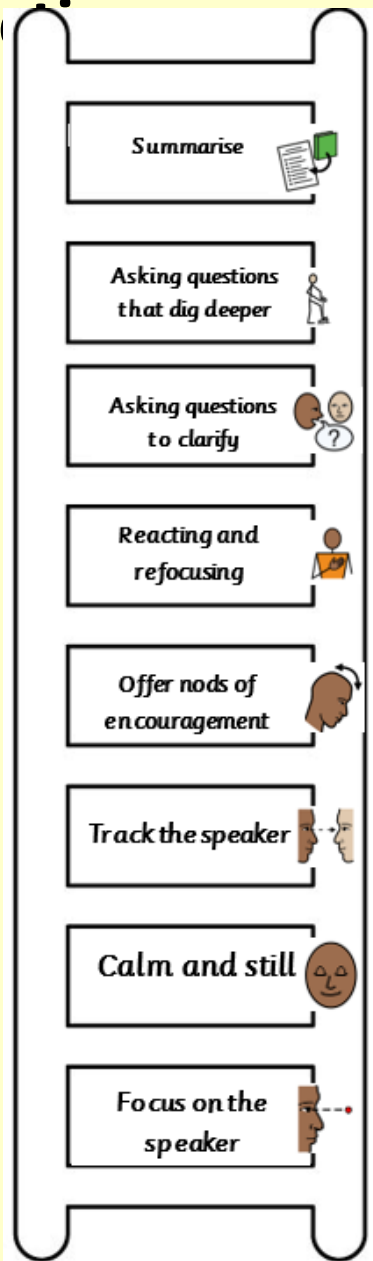 Summarise
Asking questions
that dig deeper
Asking questions
to clarify
?
Reacting and
refocusing
Offer nods of
encouragement
Track the speaker
Calm and still
Focus on the
speaker